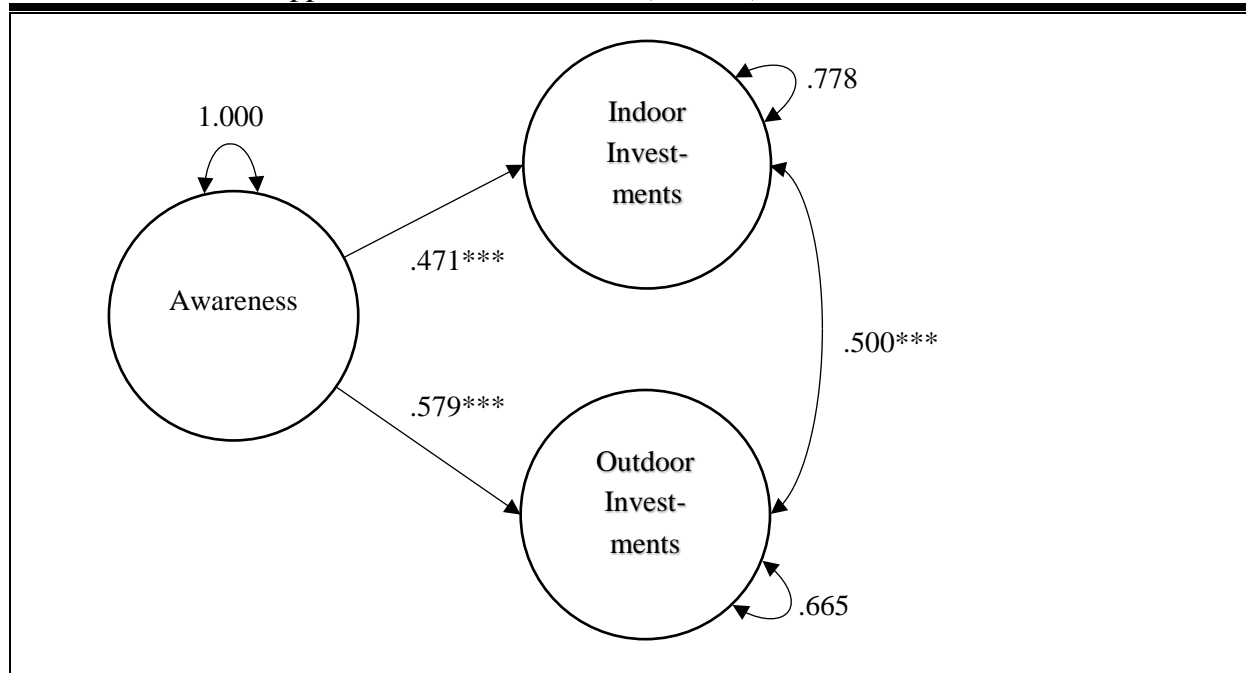 1.000
Awareness
Indoor
Invest-
ments
.778
.471***
.500***
.579***
Outdoor
Invest-
ments
.665